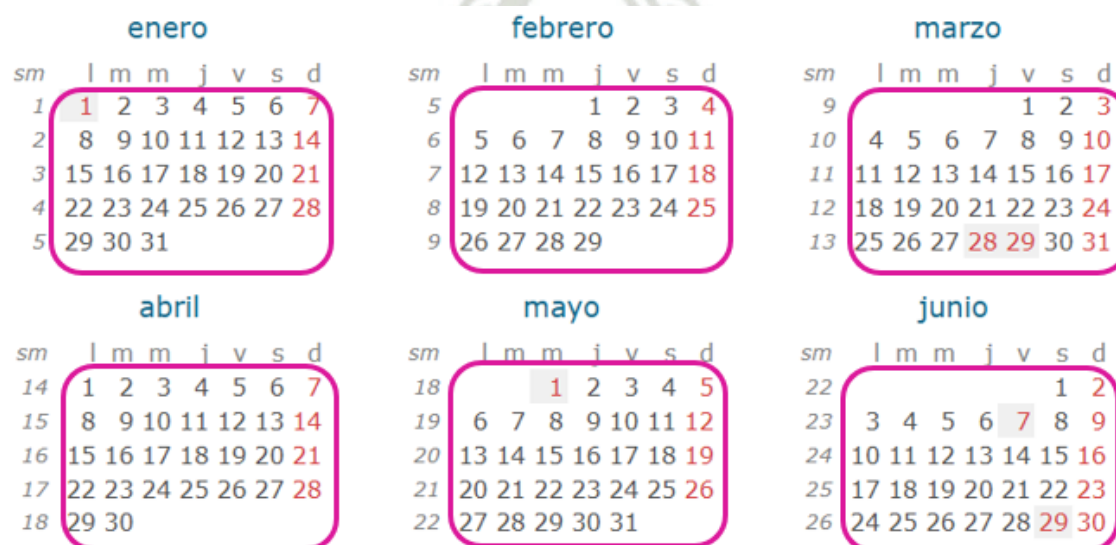 enero febrero marzo
sm l m m j v s d sm l m m j v s d sm l m m j v s d
1 1 2 3 4 5 6 7 5 1 2 3 4 9 1 2 3
2 8 9 10 11 12 13 14 6 5 6 7 8 9 10 11 10 4 5 6 7 8 9 10
3 15 16 17 18 19 20 21 7 12 13 14 15 16 17 18 11 11 12 13 14 15 16 17
4 22 23 24 25 26 27 28 8 19 20 21 22 23 24 25 12 18 19 20 21 22 23 24
5 29 30 31 9 26 27 28 29 13 25 26 27 28 29 30 31
abril mayo junio
sm l m m j v s d sm l m m j v s d sm l m m j v s d
14 1 2 3 4 5 6 7 18 1 2 3 4 5 22 1 2
15 8 9 10 11 12 13 14 19 6 7 8 9 10 11 12 23 3 4 5 6 7 8 9
16 15 16 17 18 19 20 21 20 13 14 15 16 17 18 19 24 10 11 12 13 14 15 16
17 22 23 24 25 26 27 28 21 20 21 22 23 24 25 26 25 17 18 19 20 21 22 23
18 29 30 22 27 28 29 30 31 26 24 25 26 27 28 29 30